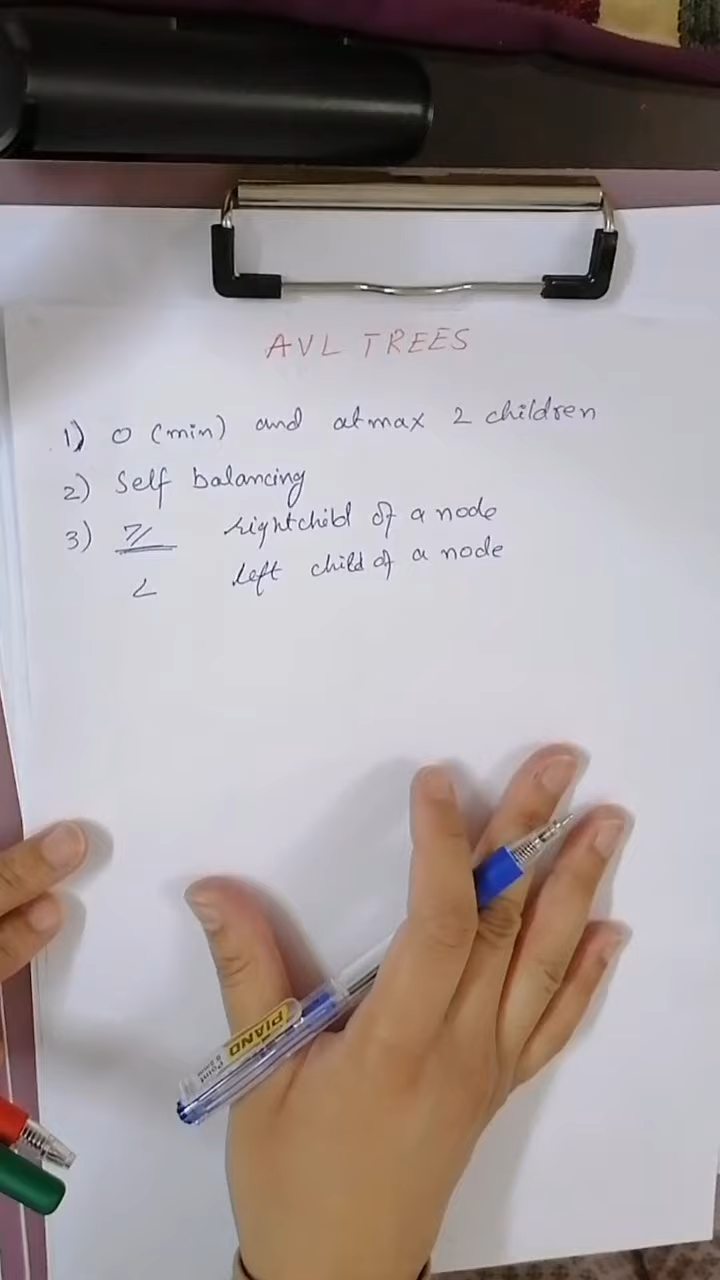 AVL TREES
1) 0 (min) and atmax 2 children
2) Self balancing
3) ≥ rightchild of a node
< left child of a node
PIANO
Point